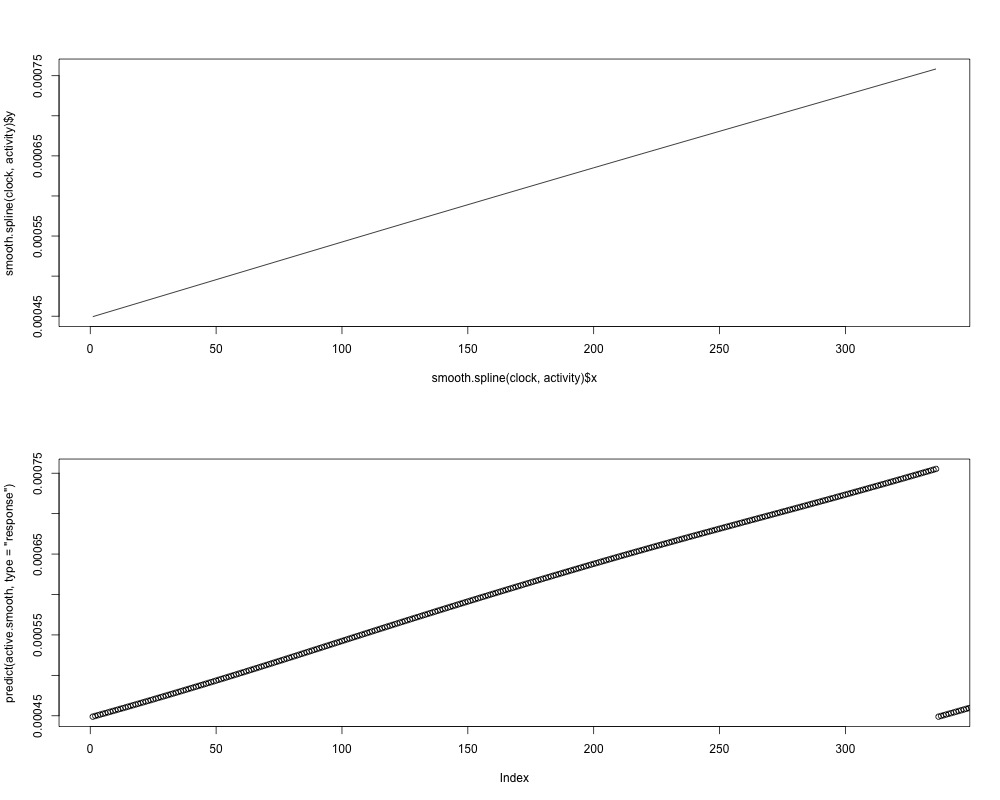 smooth.spline(clock, activity)$y
0.00075
0.00065
0.00055
0.00045
0 50 100 150 200 250 300
smooth.spline(clock, activity)$x
predict(active.smooth, type = "response")
0.00075
0.00065
0.00055
0.00045
0 50 100 150 200 250 300
Index